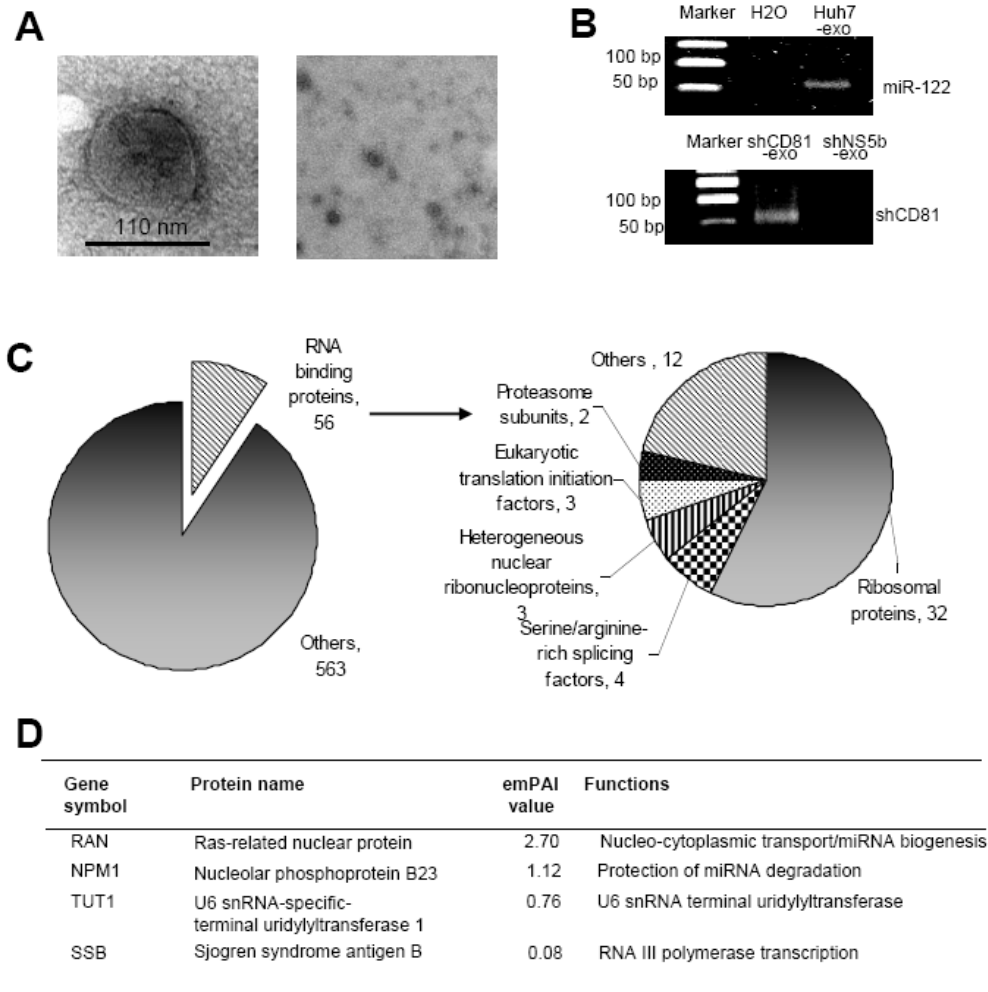 A
110 nm
B
Marker H2O Huh7
-exo
100 bp
50 bp
miR-122
Marker shCD81 shNS5b
-exo -exo
100 bp
50 bp
shCD81
C
RNA
binding
proteins,
56
Others,
563
Others , 12
Proteasome
subunits, 2
Eukaryotic
translation initiation
factors, 3
Heterogeneous
nuclear
ribonucleoproteins,
3
Serine/arginine-
rich splicing
factors, 4
Ribosomal
proteins, 32
D
Gene Protein name emPAI Functions
symbol value
RAN Ras-related nuclear protein 2.70 Nucleo-cytoplasmic transport/miRNA biogenesis
NPM1 Nucleolar phosphoprotein B23 1.12 Protection of miRNA degradation
TUT1 U6 snRNA-specific- 0.76 U6 snRNA terminal uridylyltransferase
terminal uridylyltransferase 1
SSB Sjogren syndrome antigen B 0.08 RNA III polymerase transcription